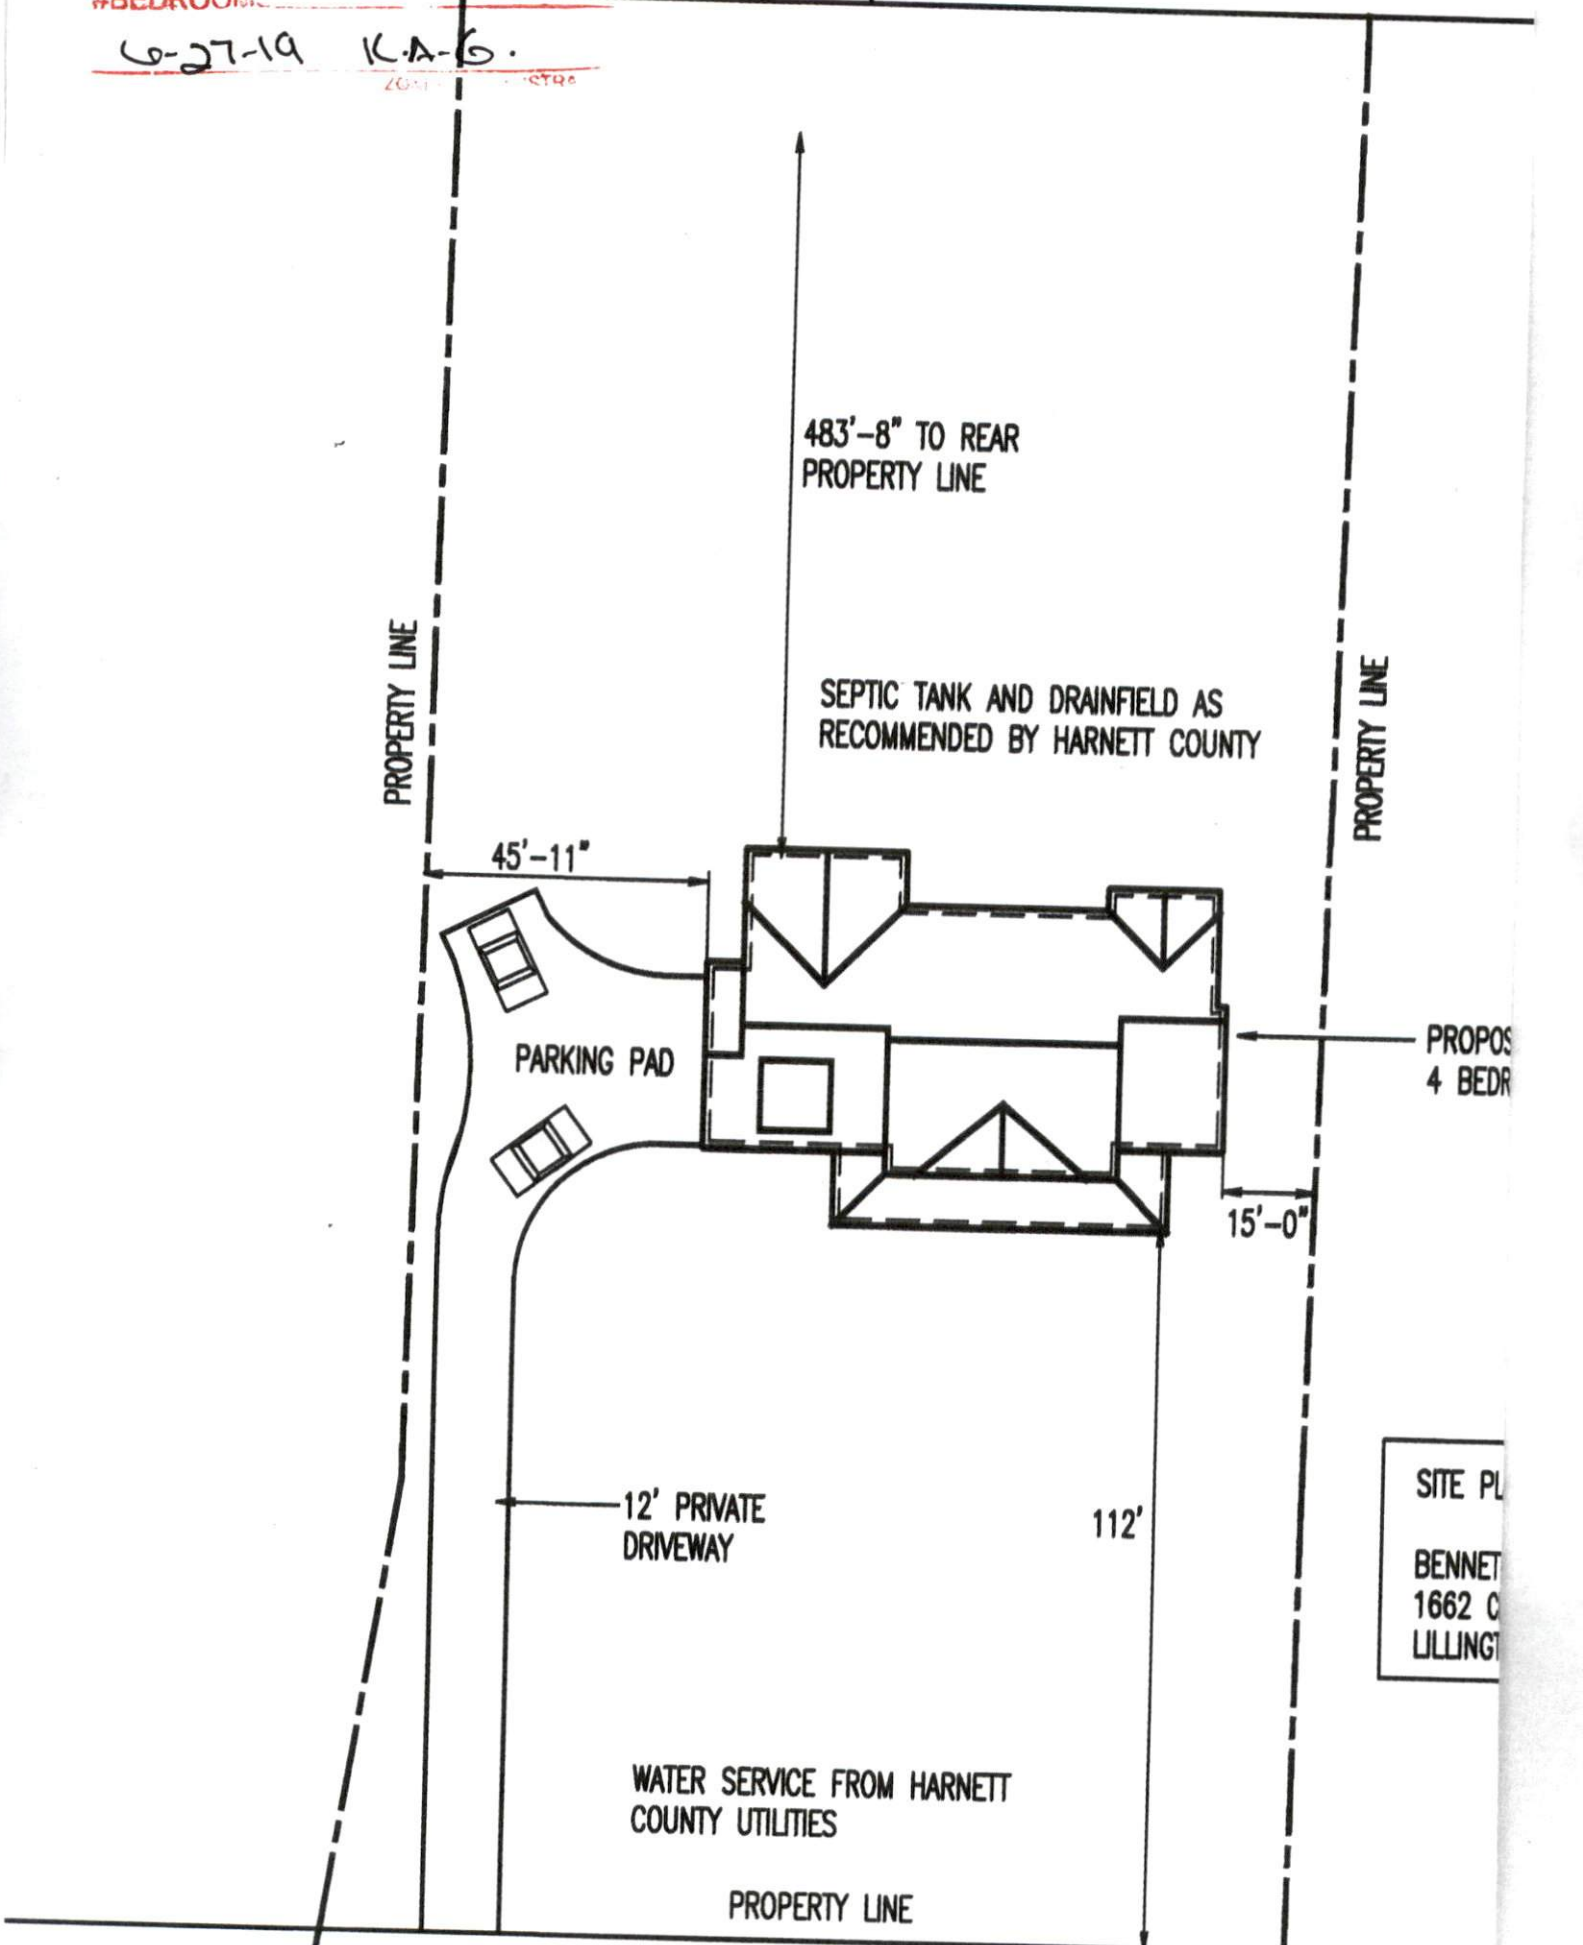 #BEDROOMS
6-27-19 K.A.G.
483'-8" TO REAR
PROPERTY LINE
PROPERTY LINE
PROPERTY LINE
SEPTIC TANK AND DRAINFIELD AS
RECOMMENDED BY HARNETT COUNTY
45'-11"
PARKING PAD
PROPOS
4 BEDR
15'-0"
12' PRIVATE
DRIVEWAY
112'
SITE PL
BENNET
1662 C
LILLINGT
WATER SERVICE FROM HARNETT
COUNTY UTILITIES
PROPERTY LINE